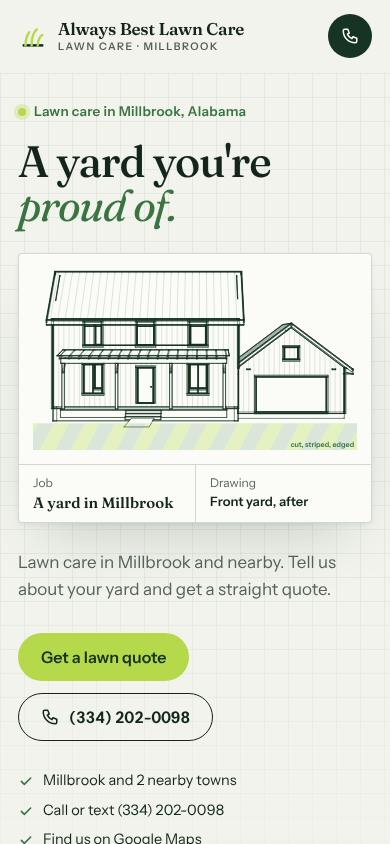 Always Best Lawn Care
LAWN CARE · MILLBROOK
Lawn care in Millbrook, Alabama
A yard you're
proud of.
cut, striped, edged
Job
A yard in Millbrook
Drawing
Front yard, after
Lawn care in Millbrook and nearby. Tell us
about your yard and get a straight quote.
Get a lawn quote
(334) 202-0098
Millbrook and 2 nearby towns
Call or text (334) 202-0098
Find us on Google Maps